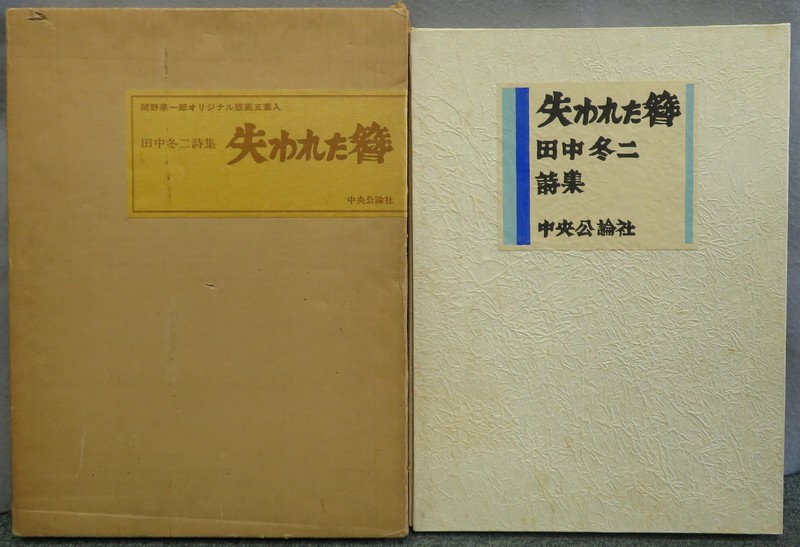 関野凖一郎オリジナル版画五葉入
田中冬二詩集 失われた簪
中央公論社
失われた簪
田中冬二
詩集
中央公論社